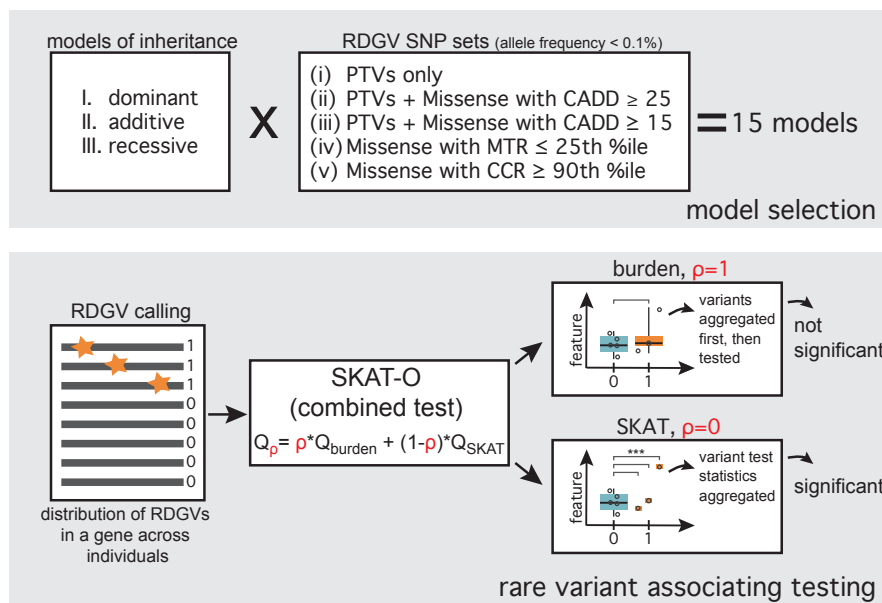 models of inheritance
I. dominant
II. additive
III. recessive
X
RDGV SNP sets (allele frequency < 0.1%)
(i) PTVs only
(ii) PTVs + Missense with CADD ≥ 25
(iii) PTVs + Missense with CADD ≥ 15
(iv) Missense with MTR ≤ 25th %ile
(v) Missense with CCR ≥ 90th %ile
= 15 models
model selection
RDGV calling
1
1
1
0
0
0
0
0
distribution of RDGVs
in a gene across
individuals
SKAT-O
(combined test)
Qρ= ρ*Qburden + (1-ρ)*QSKAT
burden, ρ=1
feature
0 1
variants
aggregated
first, then
tested
not
significant
SKAT, ρ=0
feature
***
0 1
variant test
statistics
aggregated
significant
rare variant associating testing